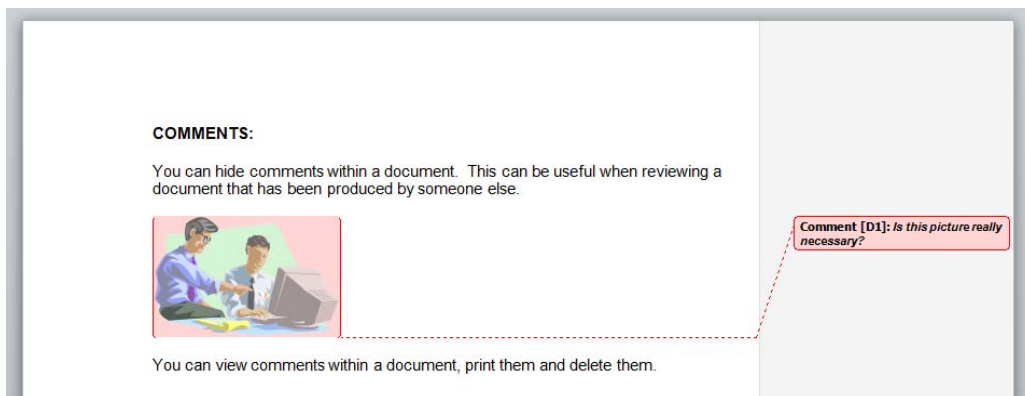 COMMENTS:
You can hide comments within a document.  This can be useful when reviewing a
document that has been produced by someone else.
Comment [D1]: Is this picture really
necessary?
You can view comments within a document, print them and delete them.